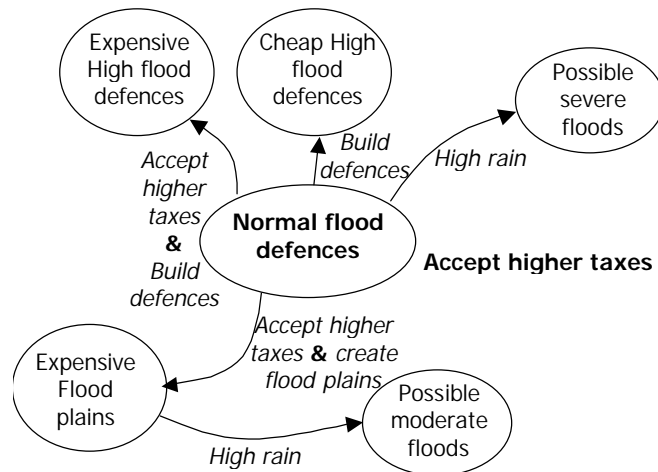 Expensive
High flood
defences
Cheap High
flood
defences
Possible
severe
floods
Accept
higher
taxes
&
Build
defences
Build
defences
High rain
Normal flood
defences
Accept higher taxes
Accept higher
taxes & create
flood plains
Expensive
Flood
plains
High rain
Possible
moderate
floods